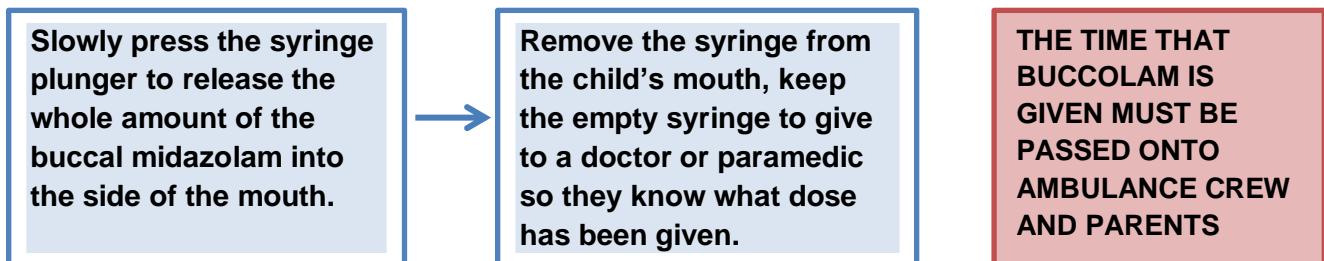 Slowly press the syringe
plunger to release the
whole amount of the
buccal midazolam into
the side of the mouth.
Remove the syringe from
the child’s mouth, keep
the empty syringe to give
to a doctor or paramedic
so they know what dose
has been given.
THE TIME THAT
BUCCOLAM IS
GIVEN MUST BE
PASSED ONTO
AMBULANCE CREW
AND PARENTS